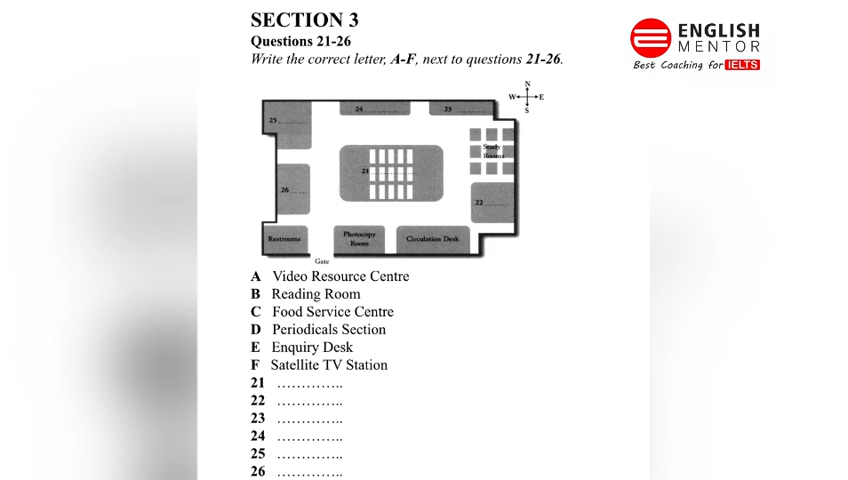 SECTION 3
Questions 21-26
Write the correct letter, A-F, next to questions 21-26.
ENGLISH
MENTOR
Best Coaching for IELTS
N
W E
S
24 ..................
23 ..................
25 ........
Study
Rooms
21 ..................
26 ......
22 ..........
Restrooms
Photocopy
Room
Circulation Desk
Gate
A Video Resource Centre
B Reading Room
C Food Service Centre
D Periodicals Section
E Enquiry Desk
F Satellite TV Station
21 …………..
22 …………..
23 …………..
24 …………..
25 …………..
26 …………..